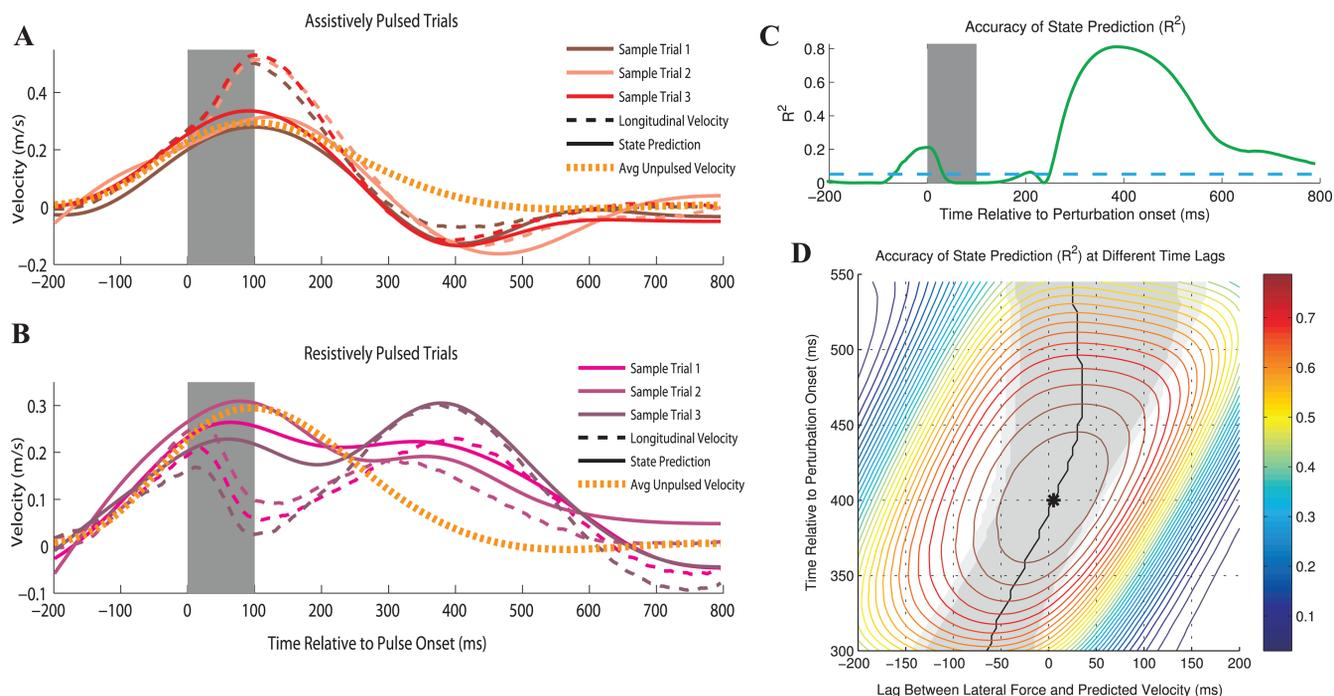 A
Assistively Pulsed Trials
Sample Trial 1
Sample Trial 2
Sample Trial 3
Longitudinal Velocity
State Prediction
Avg Unpulsed Velocity
Velocity (m/s)
0.4
0.2
0
−0.2
−200 −100 0 100 200 300 400 500 600 700 800
B
Resistively Pulsed Trials
Sample Trial 1
Sample Trial 2
Sample Trial 3
Longitudinal Velocity
State Prediction
Avg Unpulsed Velocity
Velocity (m/s)
0.3
0.2
0.1
0
−0.1
−200 −100 0 100 200 300 400 500 600 700 800
Time Relative to Pulse Onset (ms)
C
Accuracy of State Prediction (R²)
R²
0.8
0.6
0.4
0.2
0
−200 0 200 400 600 800
Time Relative to Perturbation onset (ms)
D
Accuracy of State Prediction (R²) at Different Time Lags
Time Relative to Perturbation Onset (ms)
550
500
450
400
350
300
−200 −150 −100 −50 0 50 100 150 200
Lag Between Lateral Force and Predicted Velocity (ms)
0.7
0.6
0.5
0.4
0.3
0.2
0.1